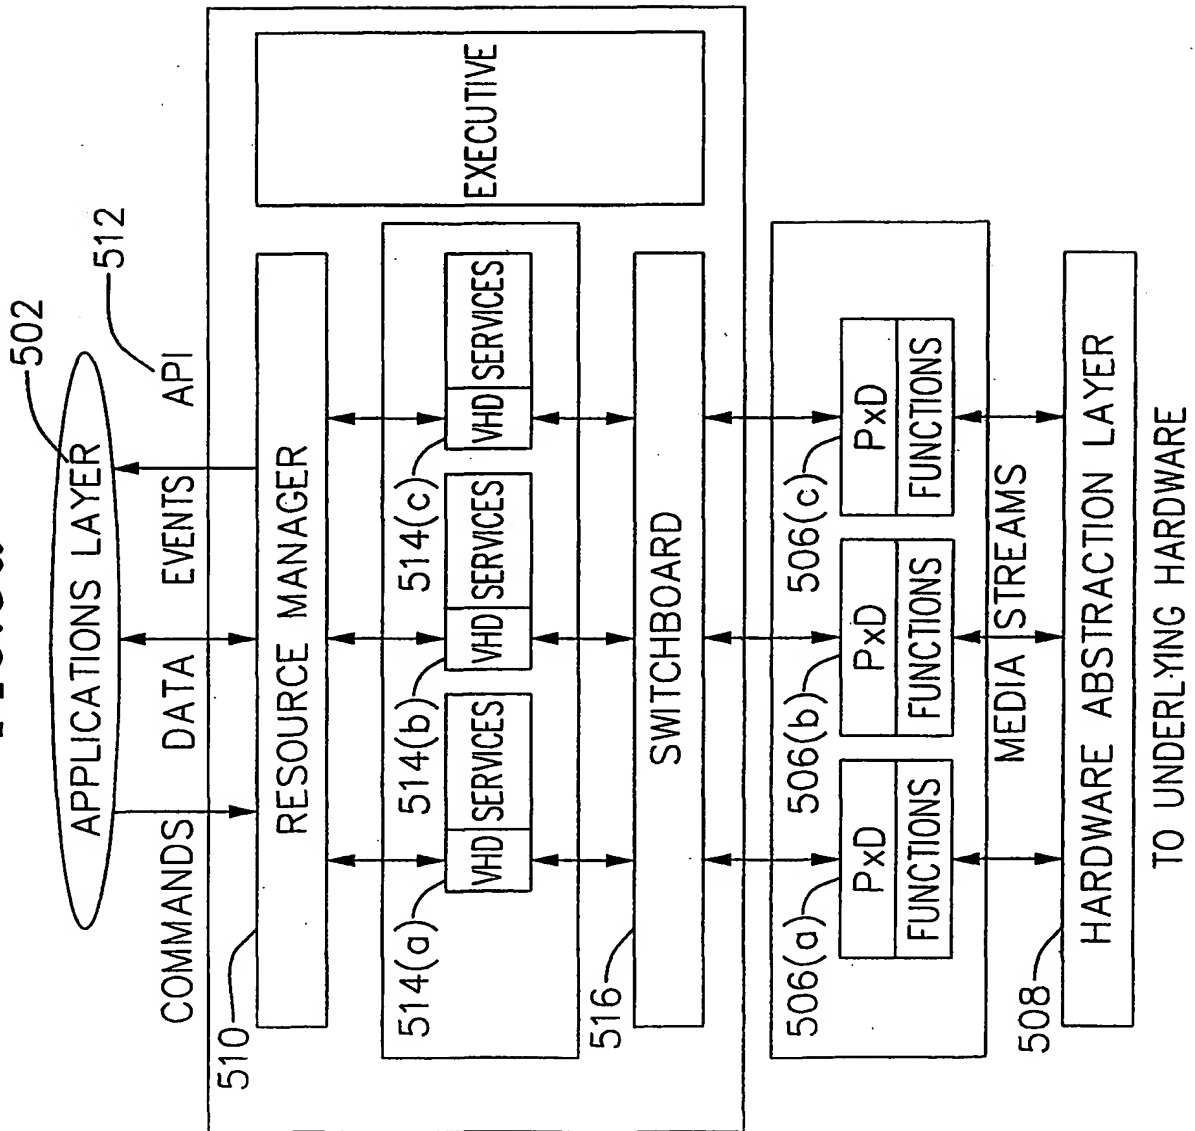 502
APPLICATIONS LAYER
512
COMMANDS DATA EVENTS API
510
RESOURCE MANAGER
EXECUTIVE
514(a) 514(b) 514(c)
VHD SERVICES VHD SERVICES VHD SERVICES
516
SWITCHBOARD
506(a) 506(b) 506(c)
PxD PxD PxD
FUNCTIONS FUNCTIONS FUNCTIONS
MEDIA STREAMS
508
HARDWARE ABSTRACTION LAYER
TO UNDERLYING HARDWARE